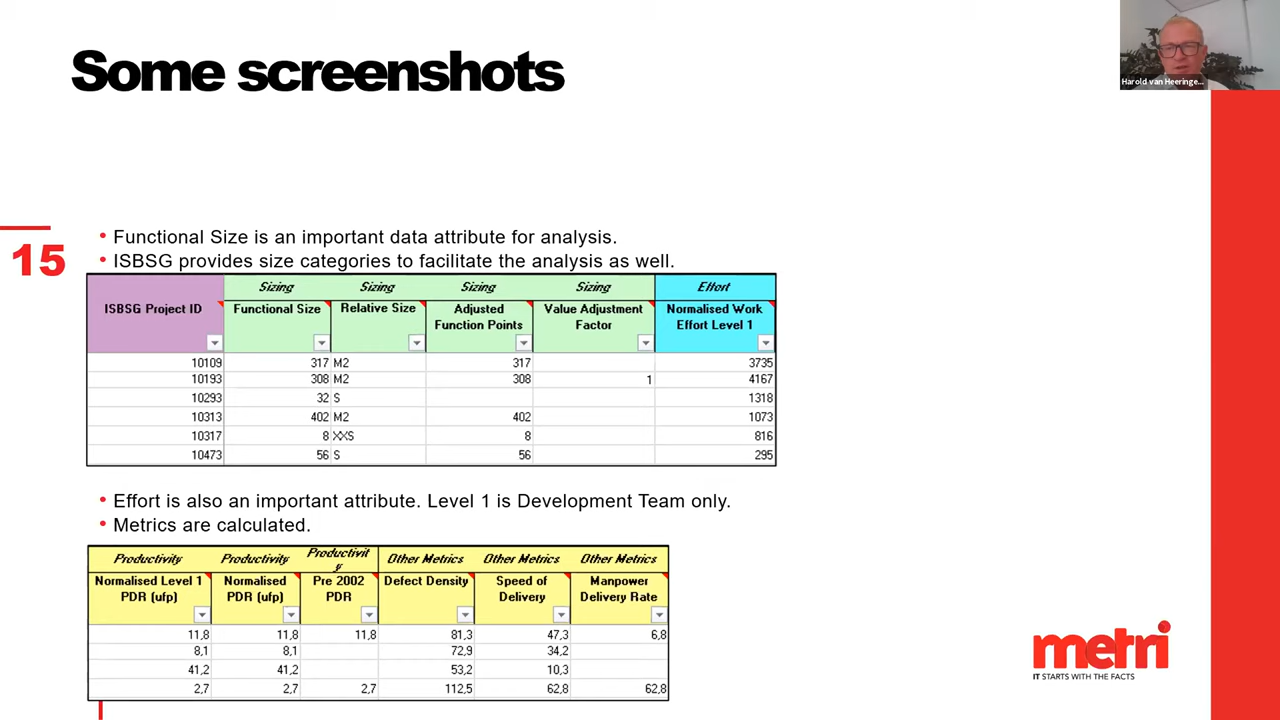 Some screenshots
Harold van Heeringe...
15
• Functional Size is an important data attribute for analysis.
• ISBSG provides size categories to facilitate the analysis as well.
Sizing Sizing Sizing Sizing Effort
ISBSG Project ID Functional Size Relative Size Adjusted Function Points Value Adjustment Factor Normalised Work Effort Level 1
10109 317 M2 317 3735
10193 308 M2 308 1 4167
10293 32 S 1318
10313 402 M2 402 1073
10317 8 XXS 8 816
10473 56 S 56 295
• Effort is also an important attribute. Level 1 is Development Team only.
• Metrics are calculated.
Productivity Productivity Productivity Other Metrics Other Metrics Other Metrics
Normalised Level 1 PDR (ufp) Normalised PDR (ufp) Pre 2002 PDR Defect Density Speed of Delivery Manpower Delivery Rate
11,8 11,8 11,8 81,3 47,3 6,8
8,1 8,1 72,9 34,2
41,2 41,2 53,2 10,3
2,7 2,7 2,7 112,5 62,8 62,8
metri
IT STARTS WITH THE FACTS